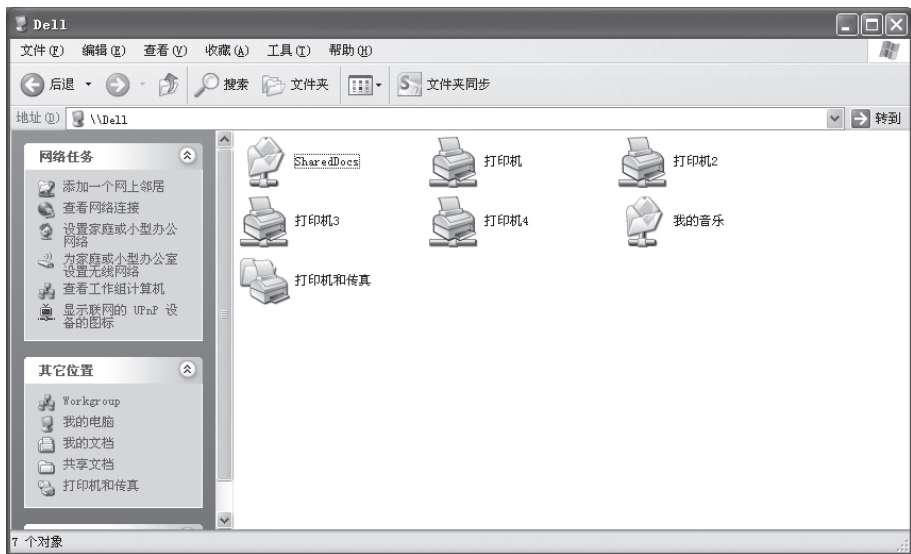 Dell
文件(F) 编辑(E) 查看(V) 收藏(A) 工具(T) 帮助(H)
后退 搜索 文件夹 文件夹同步
地址(D) \\Dell 转到
网络任务
添加一个网上邻居
查看网络连接
设置家庭或小型办公
网络
为家庭或小型办公室
设置无线网络
查看工作组计算机
显示联网的 UPnP 设
备的图标
其它位置
Workgroup
我的电脑
我的文档
共享文档
打印机和传真
SharedDocs 打印机 打印机2
打印机3 打印机4 我的音乐
打印机和传真
7 个对象